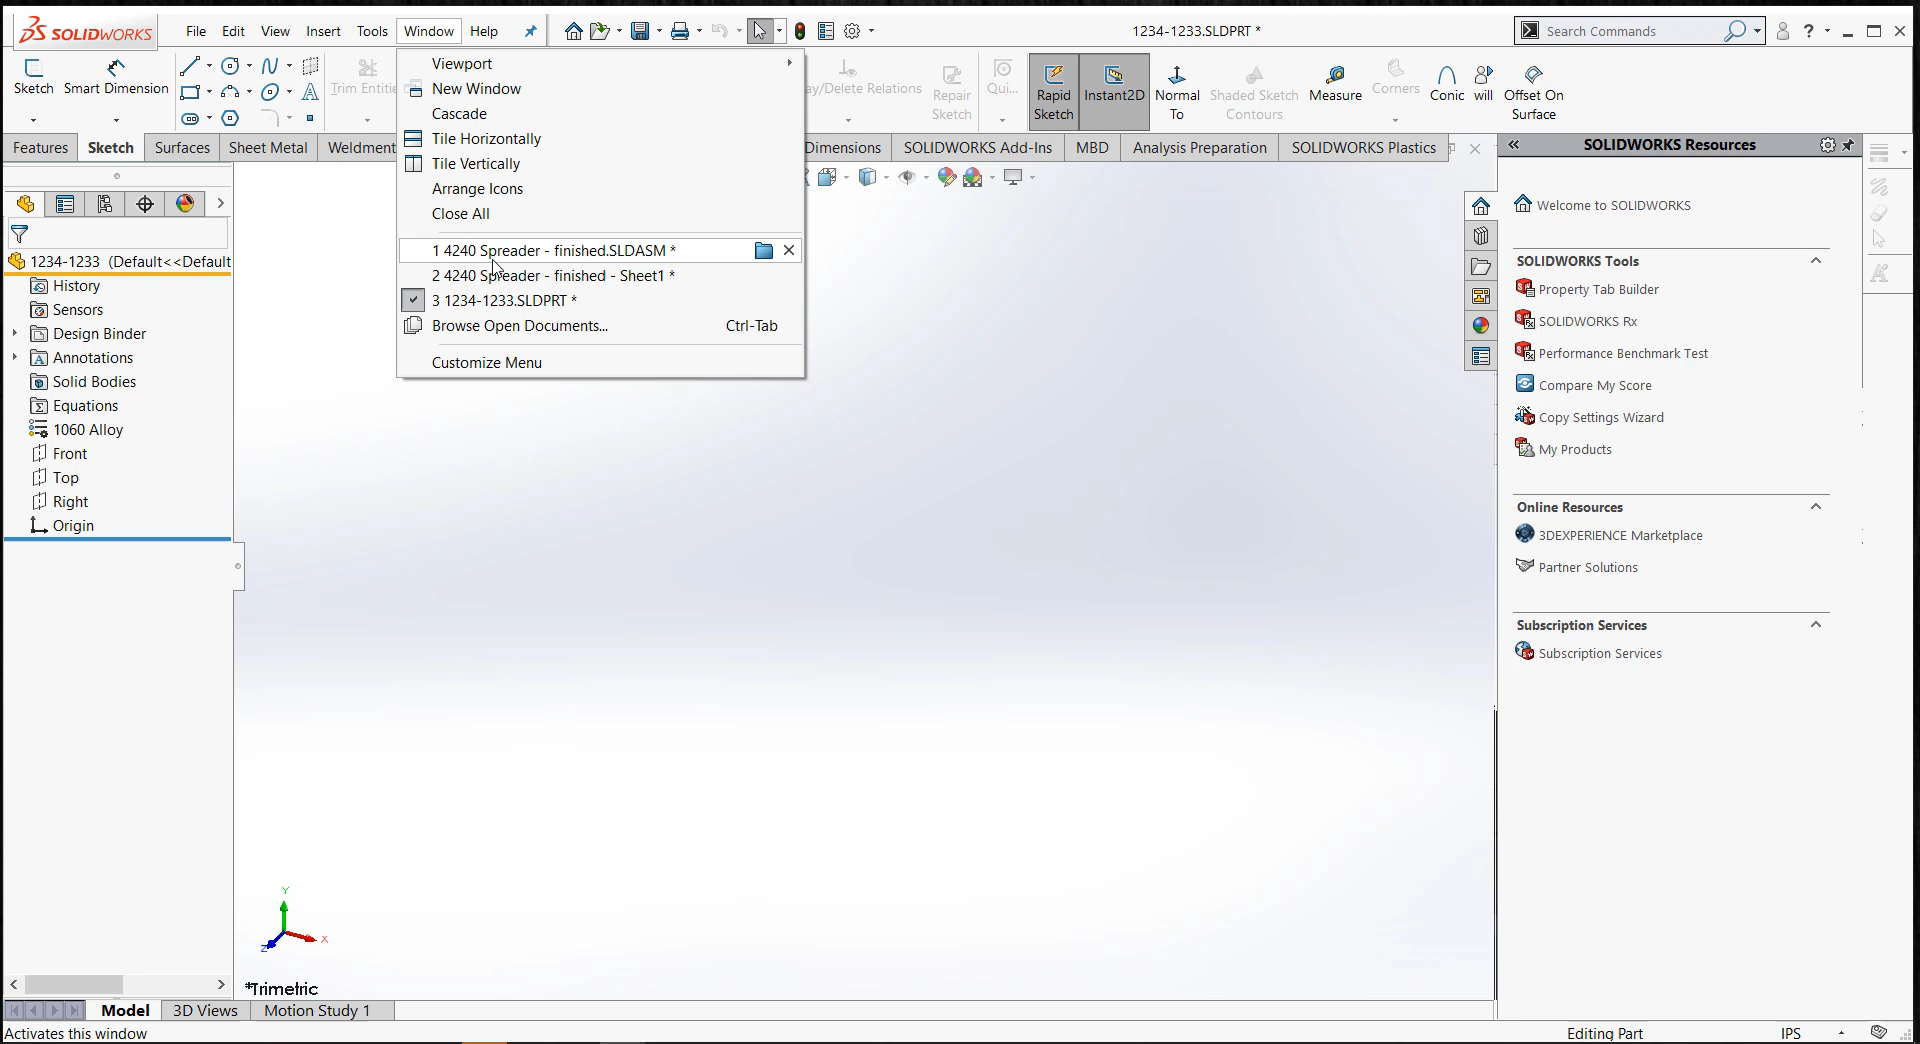 SOLIDWORKS
File Edit View Insert Tools Window Help
1234-1233.SLDPRT *
Search Commands
Sketch
Smart Dimension
Trim Entitie
ay/Delete Relations
Repair Sketch
Qui...
Rapid Sketch
Instant2D
Normal To
Shaded Sketch Contours
Measure
Corners
Conic
will
Offset On Surface
Features Sketch Surfaces Sheet Metal Weldment
Dimensions SOLIDWORKS Add-Ins MBD Analysis Preparation SOLIDWORKS Plastics
Viewport
New Window
Cascade
Tile Horizontally
Tile Vertically
Arrange Icons
Close All
1 4240 Spreader - finished.SLDASM *
2 4240 Spreader - finished - Sheet1 *
3 1234-1233.SLDPRT *
Browse Open Documents... Ctrl-Tab
Customize Menu
1234-1233 (Default<<Default
History
Sensors
Design Binder
Annotations
Solid Bodies
Equations
1060 Alloy
Front
Top
Right
Origin
SOLIDWORKS Resources
Welcome to SOLIDWORKS
SOLIDWORKS Tools
Property Tab Builder
SOLIDWORKS Rx
Performance Benchmark Test
Compare My Score
Copy Settings Wizard
My Products
Online Resources
3DEXPERIENCE Marketplace
Partner Solutions
Subscription Services
Subscription Services
Y
X
Z
*Trimetric
Model 3D Views Motion Study 1
Activates this window
Editing Part
IPS